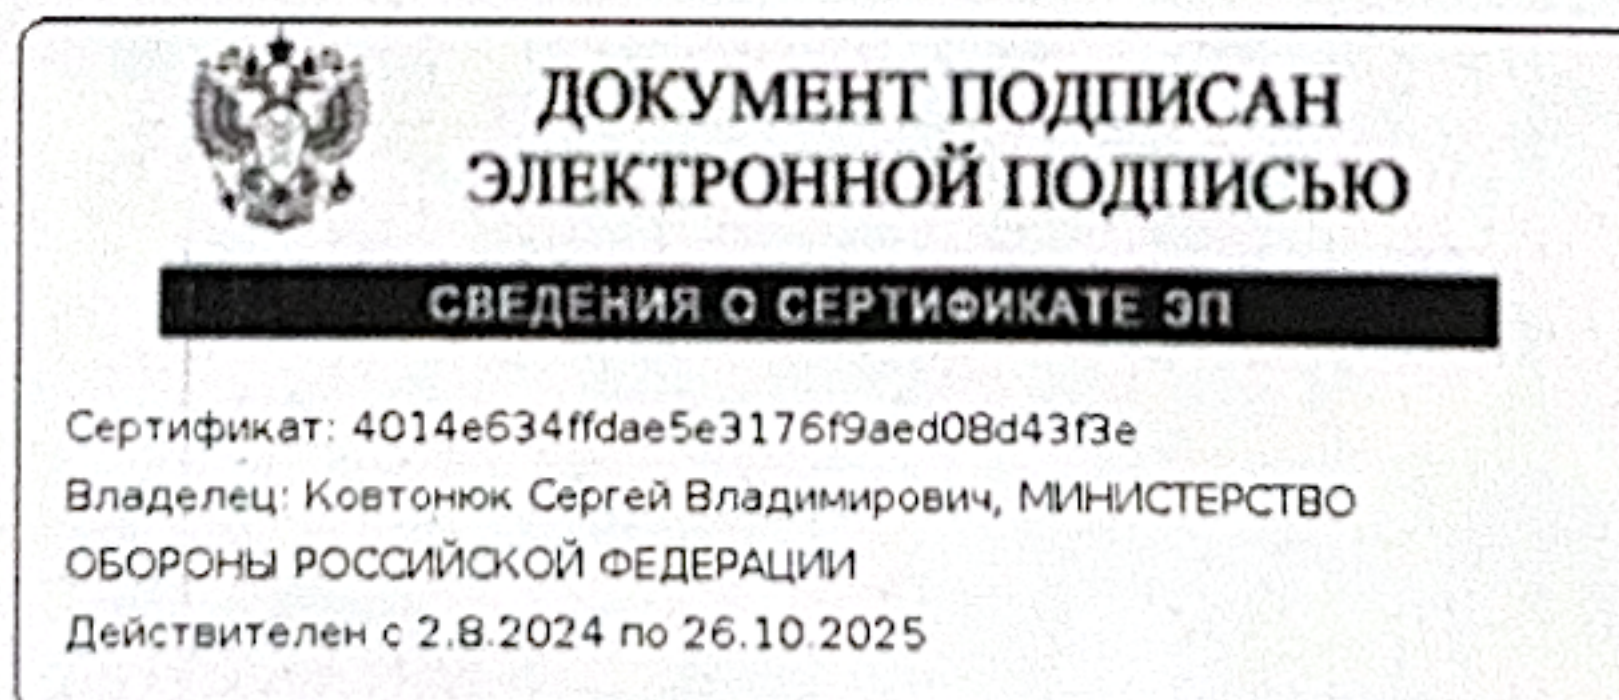 ДОКУМЕНТ ПОДПИСАН
ЭЛЕКТРОННОЙ ПОДПИСЬЮ
СВЕДЕНИЯ О СЕРТИФИКАТЕ ЭП
Сертификат: 4014e634ffdae5e3176f9aed08d43f3e
Владелец: Ковтонюк Сергей Владимирович, МИНИСТЕРСТВО
ОБОРОНЫ РОССИЙСКОЙ ФЕДЕРАЦИИ
Действителен с 2.8.2024 по 26.10.2025